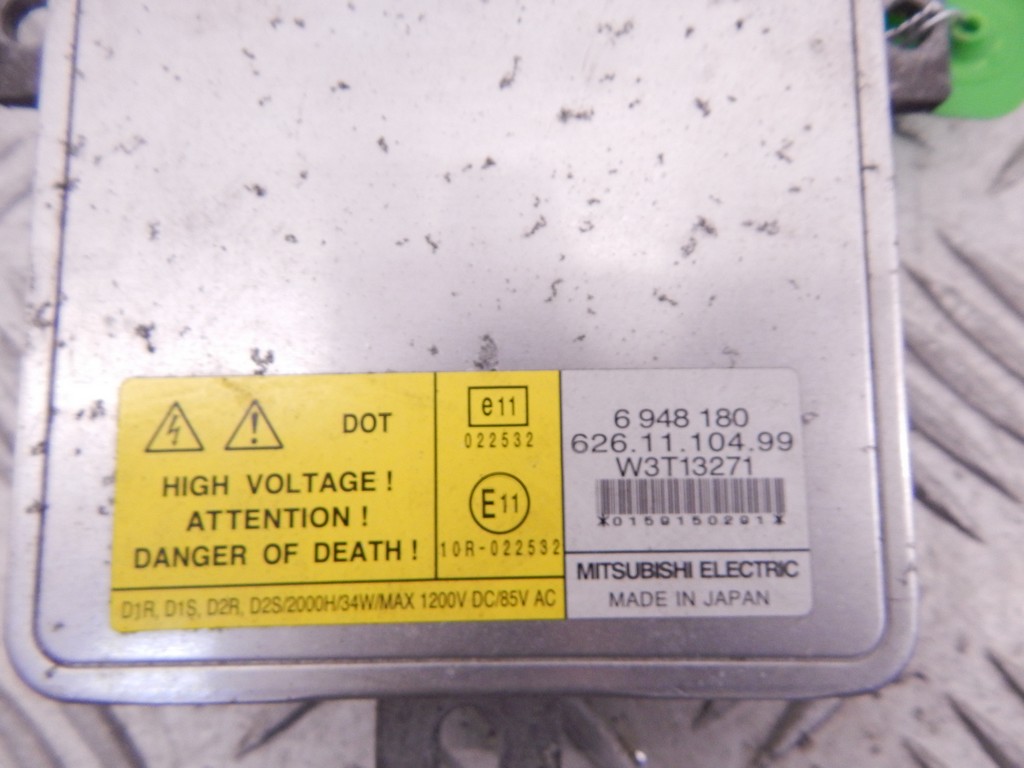 DOT
HIGH VOLTAGE !
ATTENTION !
DANGER OF DEATH !
D1R, D1S, D2R, D2S/2000H/34W/MAX 1200V DC/85V AC
e11
022532
E11
10R-022532
6 948 180
626.11.104.99
W3T13271
*0159150291*
MITSUBISHI ELECTRIC
MADE IN JAPAN